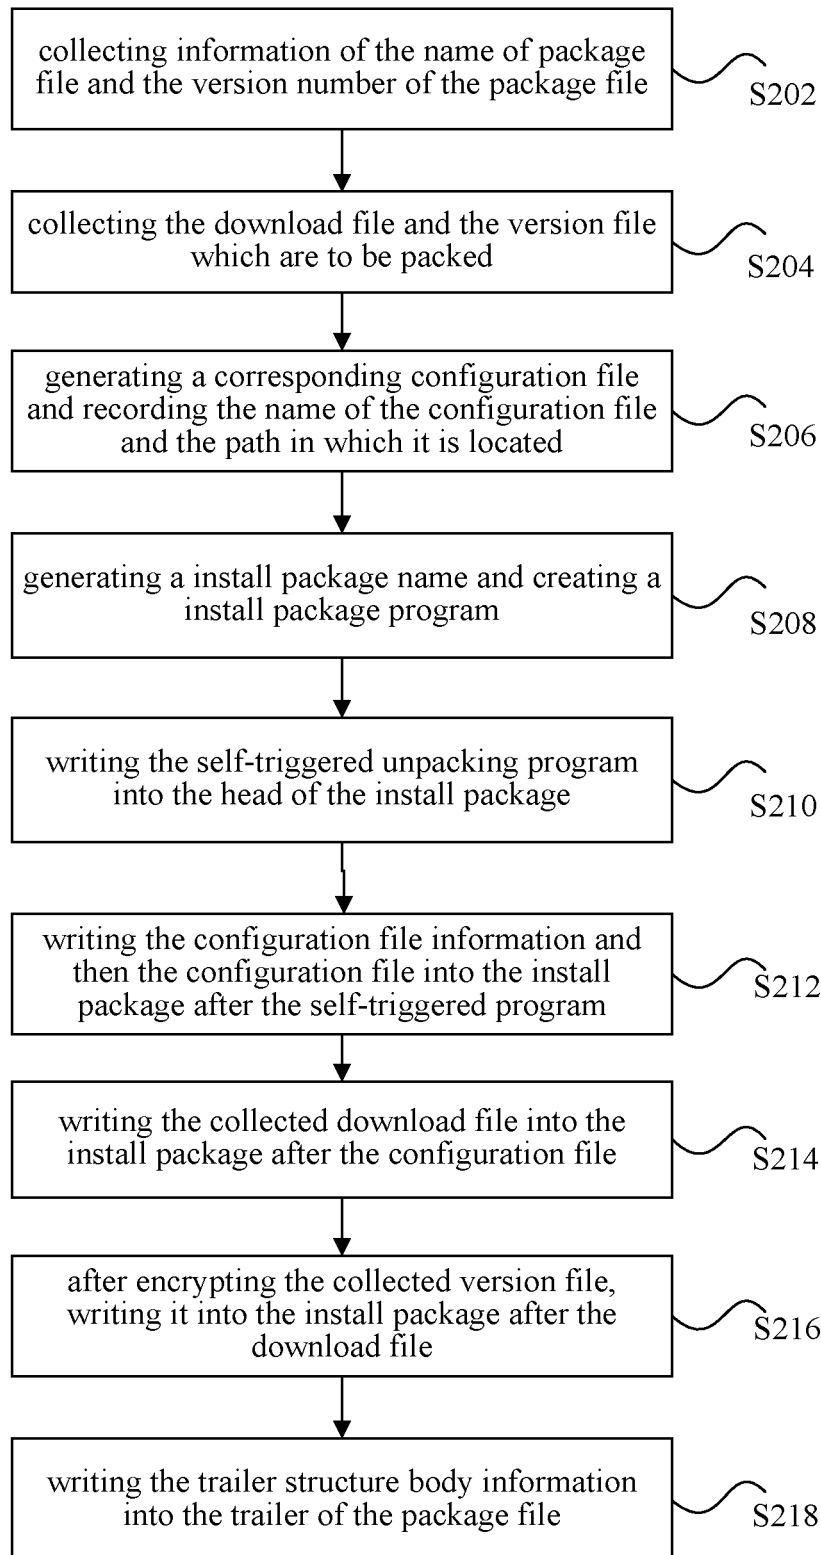 collecting information of the name of package
file and the version number of the package file
S202
collecting the download file and the version file
which are to be packed
S204
generating a corresponding configuration file
and recording the name of the configuration file
and the path in which it is located
S206
generating a install package name and creating a
install package program
S208
writing the self-triggered unpacking program
into the head of the install package
S210
writing the configuration file information and
then the configuration file into the install
package after the self-triggered program
S212
writing the collected download file into the
install package after the configuration file
S214
after encrypting the collected version file,
writing it into the install package after the
download file
S216
writing the trailer structure body information
into the trailer of the package file
S218